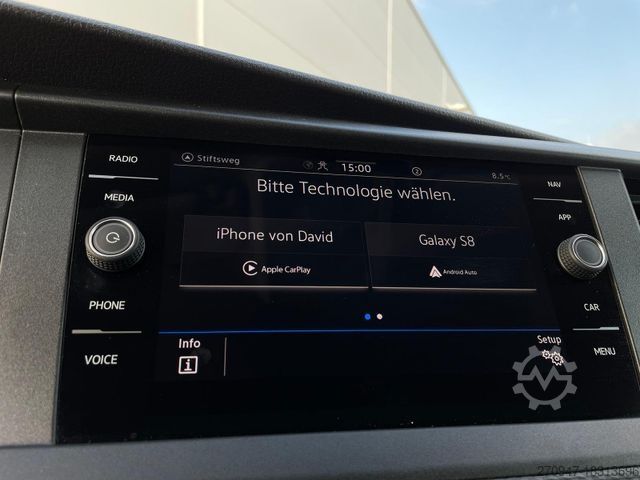 RADIO
MEDIA
PHONE
VOICE
Stiftsweg
15:00
2
8.5°C
Bitte Technologie wählen.
iPhone von David
Apple CarPlay
Galaxy S8
Android Auto
Info
i
Setup
NAV
APP
CAR
MENU